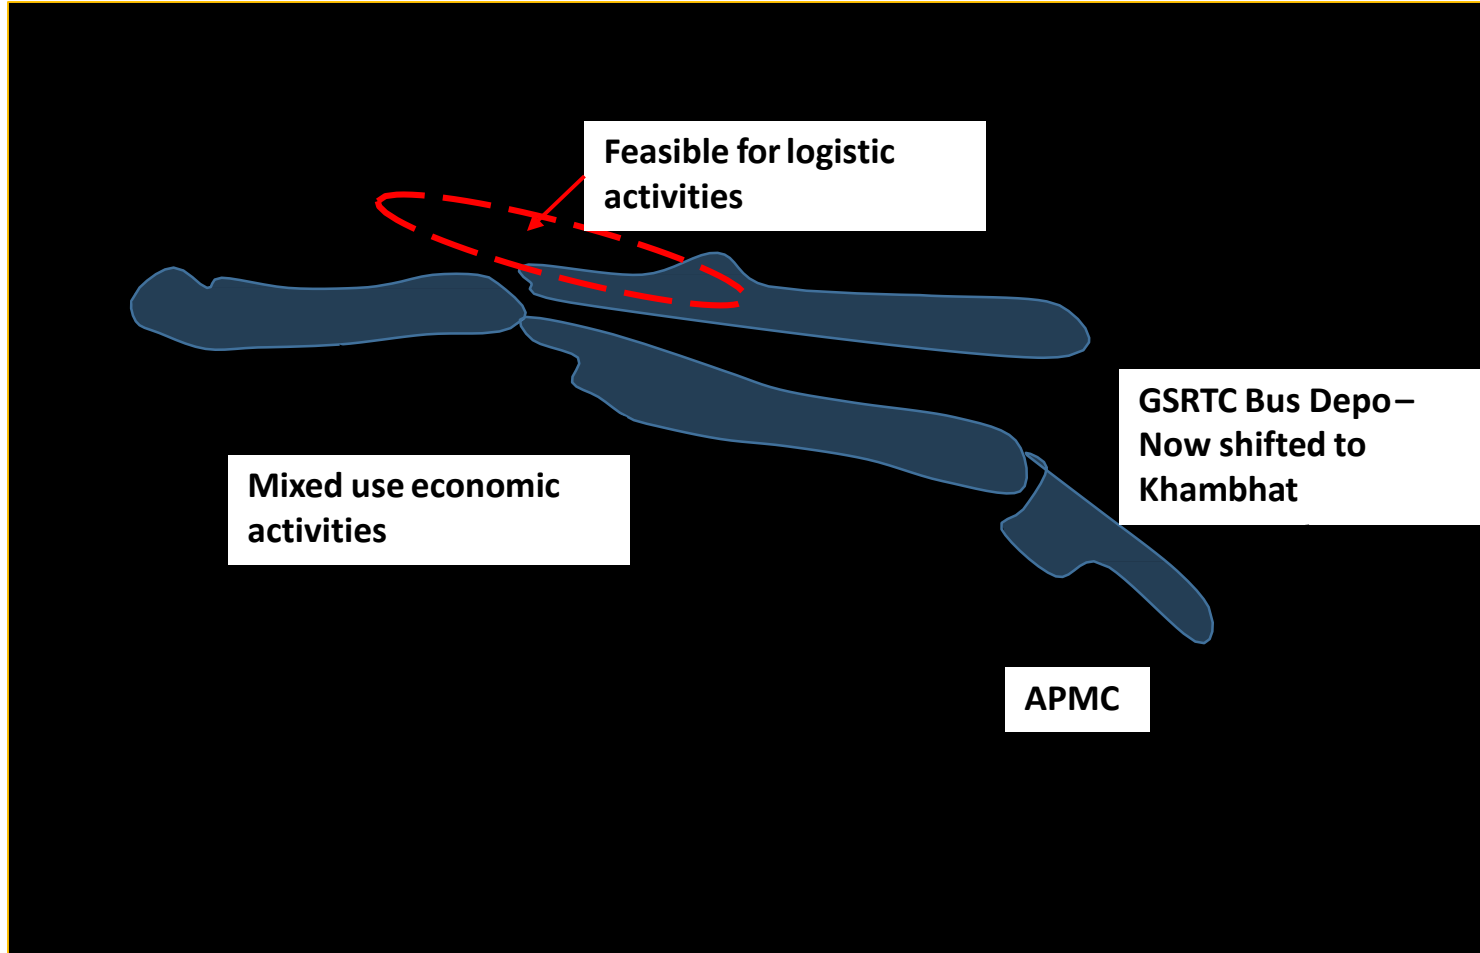 Feasible for logistic
activities
GSRTC Bus Depo –
Now shifted to
Khambhat
Mixed use economic
activities
APMC